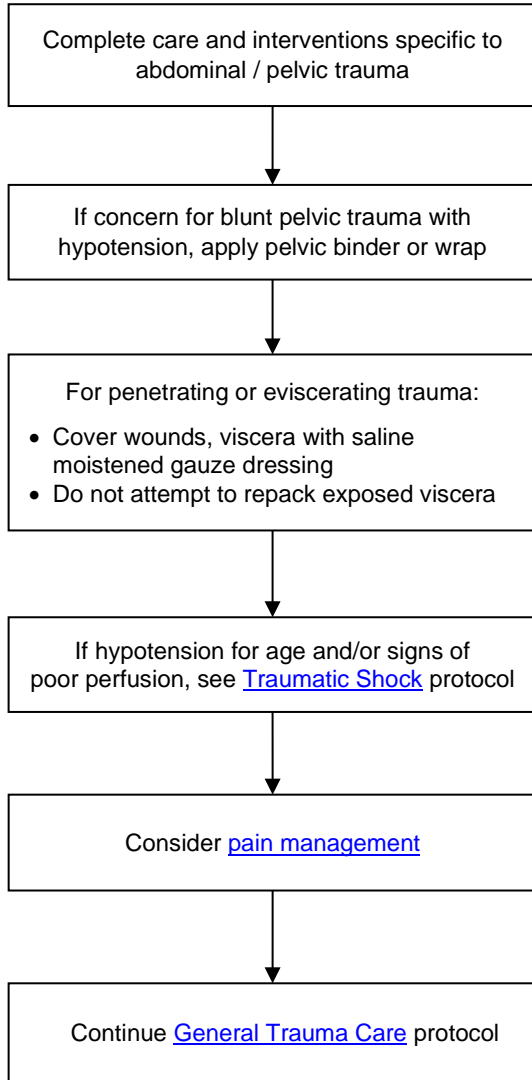 Complete care and interventions specific to
abdominal / pelvic trauma
If concern for blunt pelvic trauma with
hypotension, apply pelvic binder or wrap
For penetrating or eviscerating trauma:
• Cover wounds, viscera with saline
moistened gauze dressing
• Do not attempt to repack exposed viscera
If hypotension for age and/or signs of
poor perfusion, see Traumatic Shock protocol
Consider pain management
Continue General Trauma Care protocol